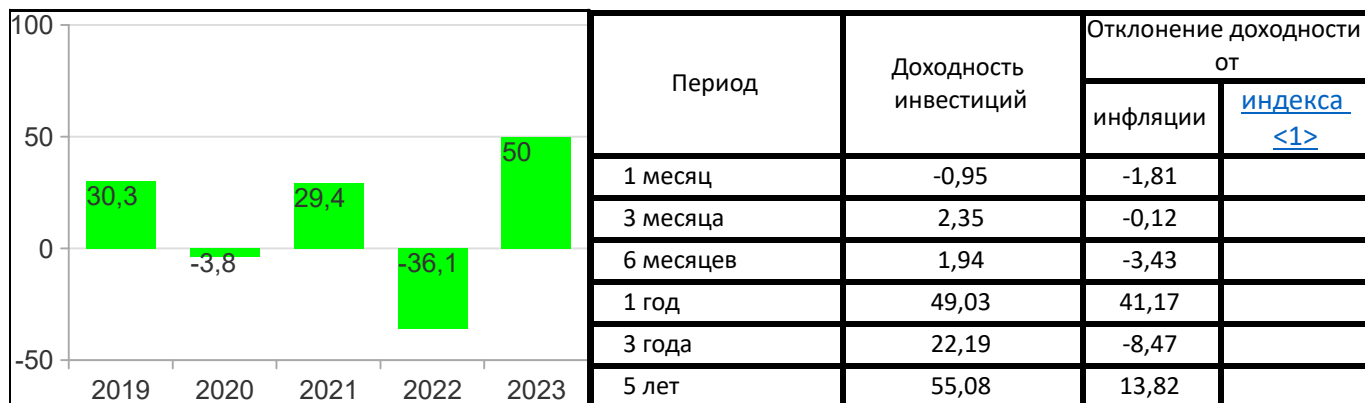 100
50
0
-50
30,3
-3,8
29,4
-36,1
50
2019 2020 2021 2022 2023
Период
Доходность
инвестиций
Отклонение доходности
от
инфляции
индекса
<1>
1 месяц -0,95 -1,81
3 месяца 2,35 -0,12
6 месяцев 1,94 -3,43
1 год 49,03 41,17
3 года 22,19 -8,47
5 лет 55,08 13,82